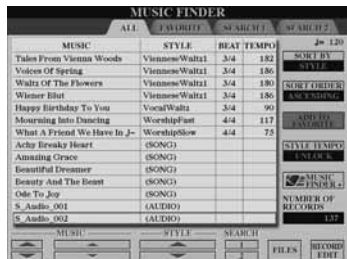 MUSIC FINDER
ALL FAVORITE SEARCH 1 SEARCH 2
MUSIC STYLE BEAT TEMPO
Tales From Vienna Woods VienneseWaltz1 3/4 182
Voices Of Spring VienneseWaltz1 3/4 186
Waltz Of The Flowers VienneseWaltz1 3/4 180
Wiener Blut VienneseWaltz1 3/4 186
Happy Birthday To You VocalWaltz 3/4 90
Mourning Into Dancing WorshipFast 4/4 117
What A Friend We Have In J~ WorshipSlow 4/4 75
Achy Breaky Heart (SONG)
Amazing Grace (SONG)
Beautiful Dreamer (SONG)
Beauty And The Beast (SONG)
Ode To Joy (SONG)
S_Audio_001 (AUDIO)
S_Audio_002 (AUDIO)
♩= 120
SORT BY
STYLE
SORT ORDER
ASCENDING
ADD TO
FAVORITE
STYLE TEMPO
UNLOCK
MUSIC
FINDER+
NUMBER OF
RECORDS
137
MUSIC STYLE SEARCH
1
2
FILES
RECORD
EDIT